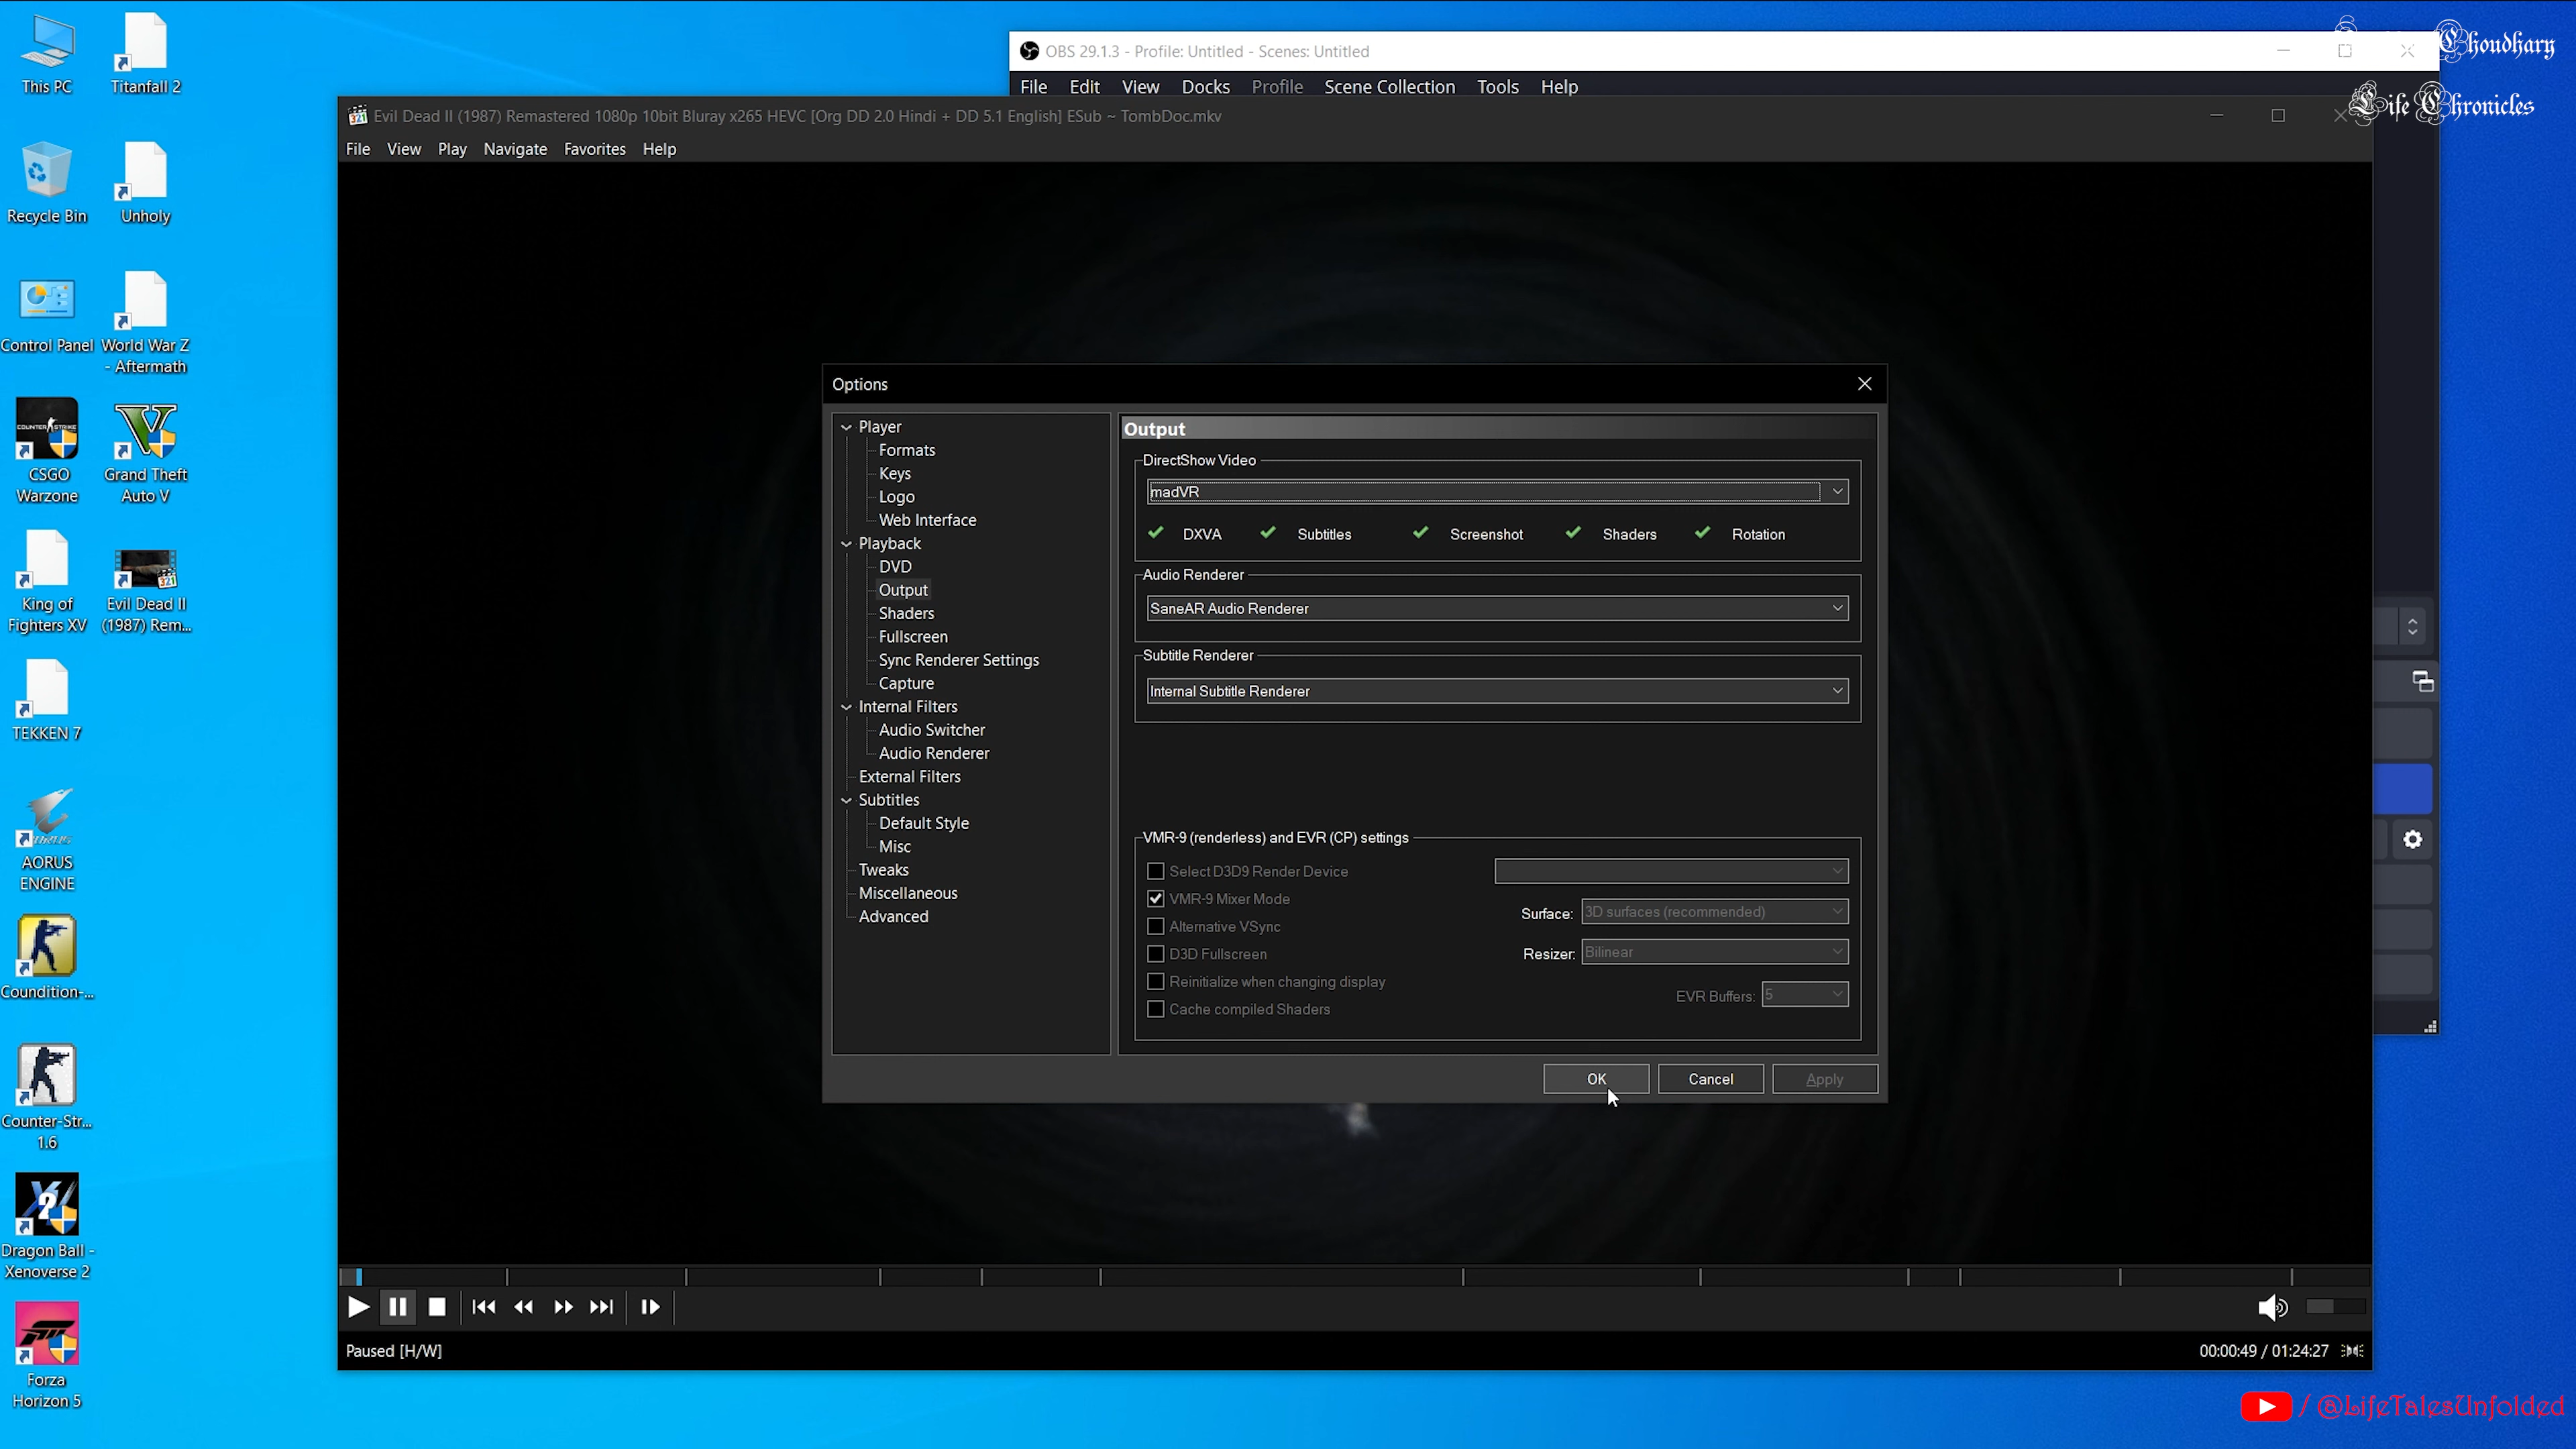 This PC
Titanfall 2
Recycle Bin
Unholy
Control Panel
World War Z
- Aftermath
CSGO
Warzone
Grand Theft
Auto V
King of
Fighters XV
Evil Dead II
(1987) Rem...
TEKKEN 7
AORUS
ENGINE
Coundition-...
Counter-Str...
1.6
Dragon Ball -
Xenoverse 2
Forza
Horizon 5
OBS 29.1.3 - Profile: Untitled - Scenes: Untitled
File Edit View Docks Profile Scene Collection Tools Help
Choudhary
Life Chronicles
Evil Dead II (1987) Remastered 1080p 10bit Bluray x265 HEVC [Org DD 2.0 Hindi + DD 5.1 English] ESub ~ TombDoc.mkv
File View Play Navigate Favorites Help
Options
Player
Formats
Keys
Logo
Web Interface
Playback
DVD
Output
Shaders
Fullscreen
Sync Renderer Settings
Capture
Internal Filters
Audio Switcher
Audio Renderer
External Filters
Subtitles
Default Style
Misc
Tweaks
Miscellaneous
Advanced
Output
DirectShow Video
madVR
DXVA Subtitles Screenshot Shaders Rotation
Audio Renderer
SaneAR Audio Renderer
Subtitle Renderer
Internal Subtitle Renderer
VMR-9 (renderless) and EVR (CP) settings
Select D3D9 Render Device
VMR-9 Mixer Mode
Surface: 3D surfaces (recommended)
Alternative VSync
D3D Fullscreen
Resizer: Bilinear
Reinitialize when changing display
EVR Buffers: 5
Cache compiled Shaders
OK Cancel Apply
Paused [H/W]
00:00:49 / 01:24:27
/ @LifeTalesUnfolded